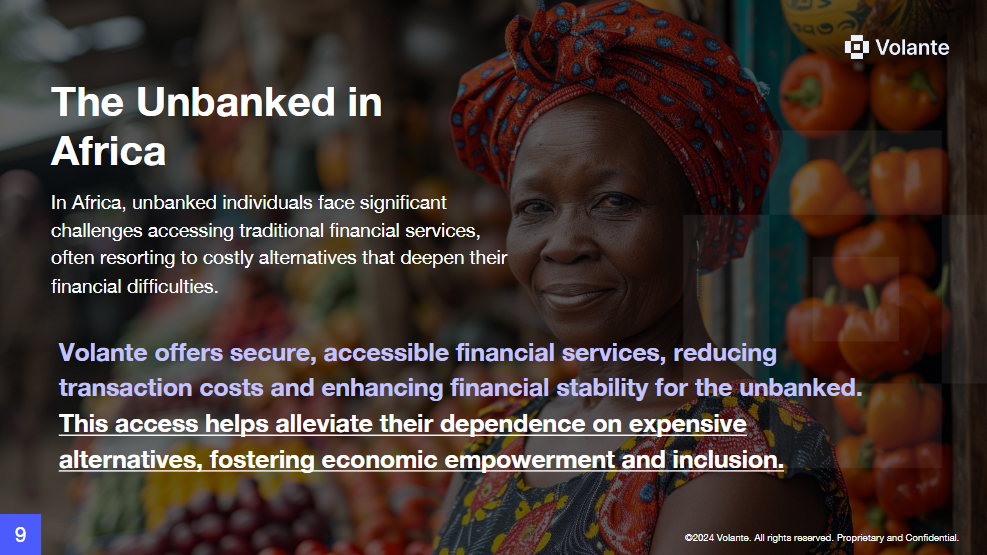 Volante
The Unbanked in
Africa
In Africa, unbanked individuals face significant
challenges accessing traditional financial services,
often resorting to costly alternatives that deepen their
financial difficulties.
Volante offers secure, accessible financial services, reducing
transaction costs and enhancing financial stability for the unbanked.
This access helps alleviate their dependence on expensive
alternatives, fostering economic empowerment and inclusion.
9
©2024 Volante. All rights reserved. Proprietary and Confidential.